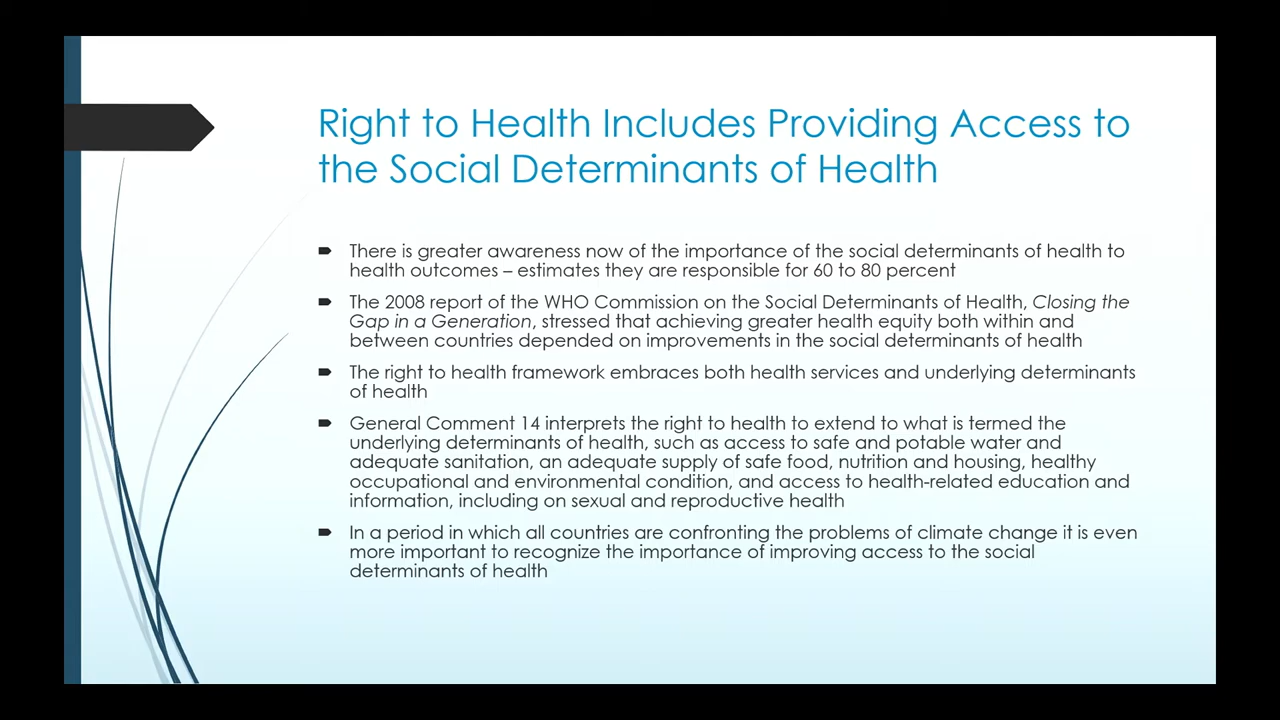 Right to Health Includes Providing Access to
the Social Determinants of Health
There is greater awareness now of the importance of the social determinants of health to
health outcomes – estimates they are responsible for 60 to 80 percent
The 2008 report of the WHO Commission on the Social Determinants of Health, Closing the
Gap in a Generation, stressed that achieving greater health equity both within and
between countries depended on improvements in the social determinants of health
The right to health framework embraces both health services and underlying determinants
of health
General Comment 14 interprets the right to health to extend to what is termed the
underlying determinants of health, such as access to safe and potable water and
adequate sanitation, an adequate supply of safe food, nutrition and housing, healthy
occupational and environmental condition, and access to health-related education and
information, including on sexual and reproductive health
In a period in which all countries are confronting the problems of climate change it is even
more important to recognize the importance of improving access to the social
determinants of health